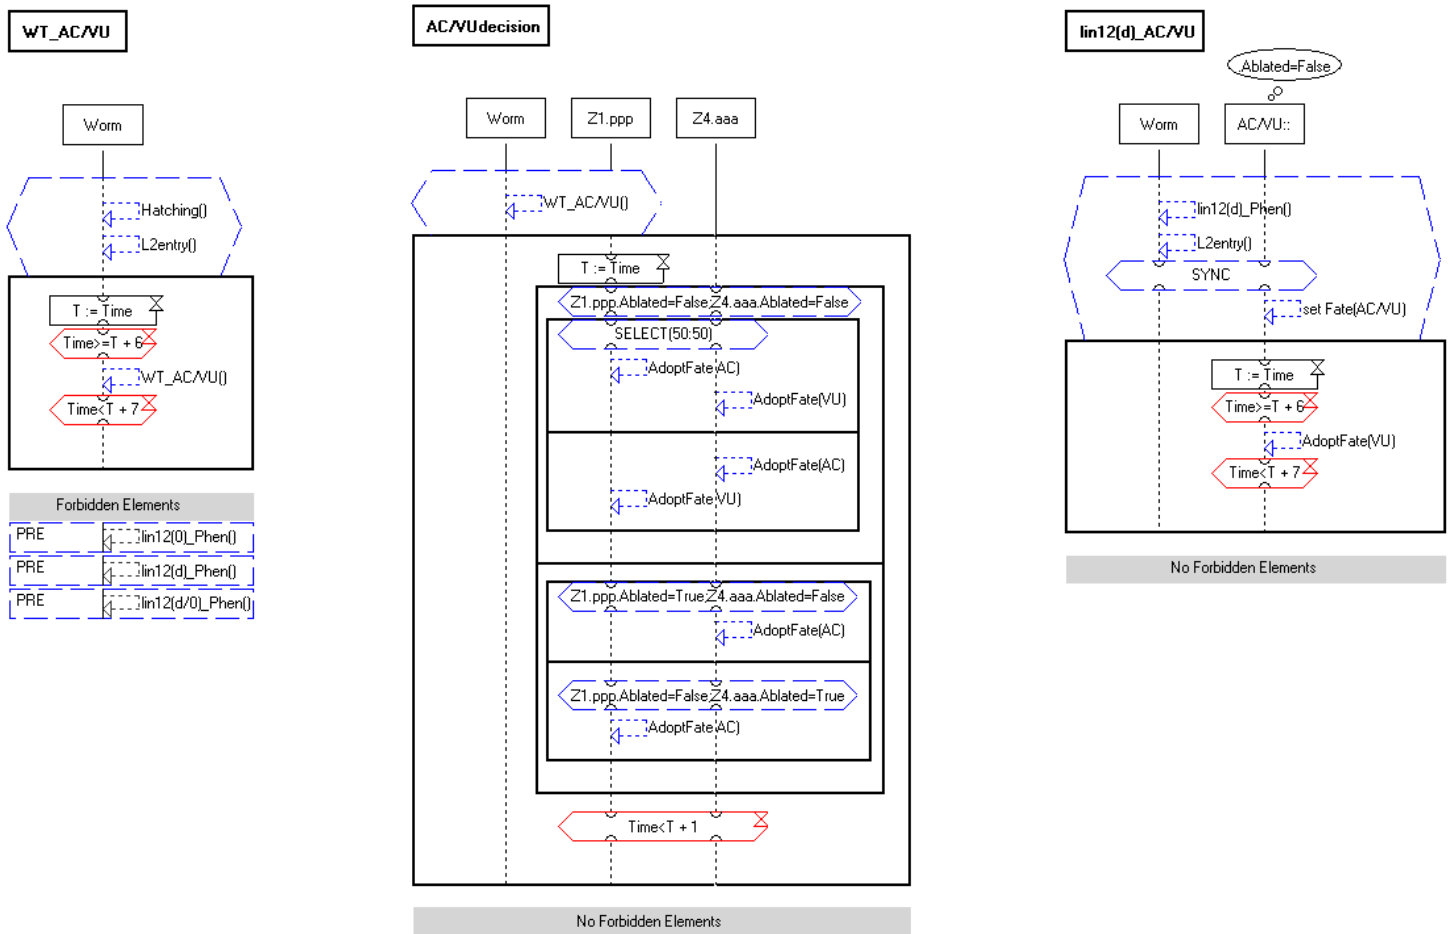 WT_AC/VU
Worm
Hatching()
L2entry()
T := Time
Time>=T + 6
WT_AC/VU()
Time<T + 7
Forbidden Elements
PRE
lin12(0)_Phen()
PRE
lin12(d)_Phen()
PRE
lin12(d/0)_Phen()
AC/VUdecision
Worm
Z1.ppp
Z4.aaa
WT_AC/VU()
T := Time
Z1.ppp.Ablated=False;Z4.aaa.Ablated=False
SELECT(50:50)
AdoptFate(AC)
AdoptFate(VU)
AdoptFate(AC)
AdoptFate(VU)
Z1.ppp.Ablated=True;Z4.aaa.Ablated=False
AdoptFate(AC)
Z1.ppp.Ablated=False;Z4.aaa.Ablated=True
AdoptFate(AC)
Time<T + 1
No Forbidden Elements
lin12(d)_AC/VU
.Ablated=False
Worm
AC/VU::
lin12(d)_Phen()
L2entry()
SYNC
set Fate(AC/VU)
T := Time
Time>=T + 6
AdoptFate(VU)
Time<T + 7
No Forbidden Elements